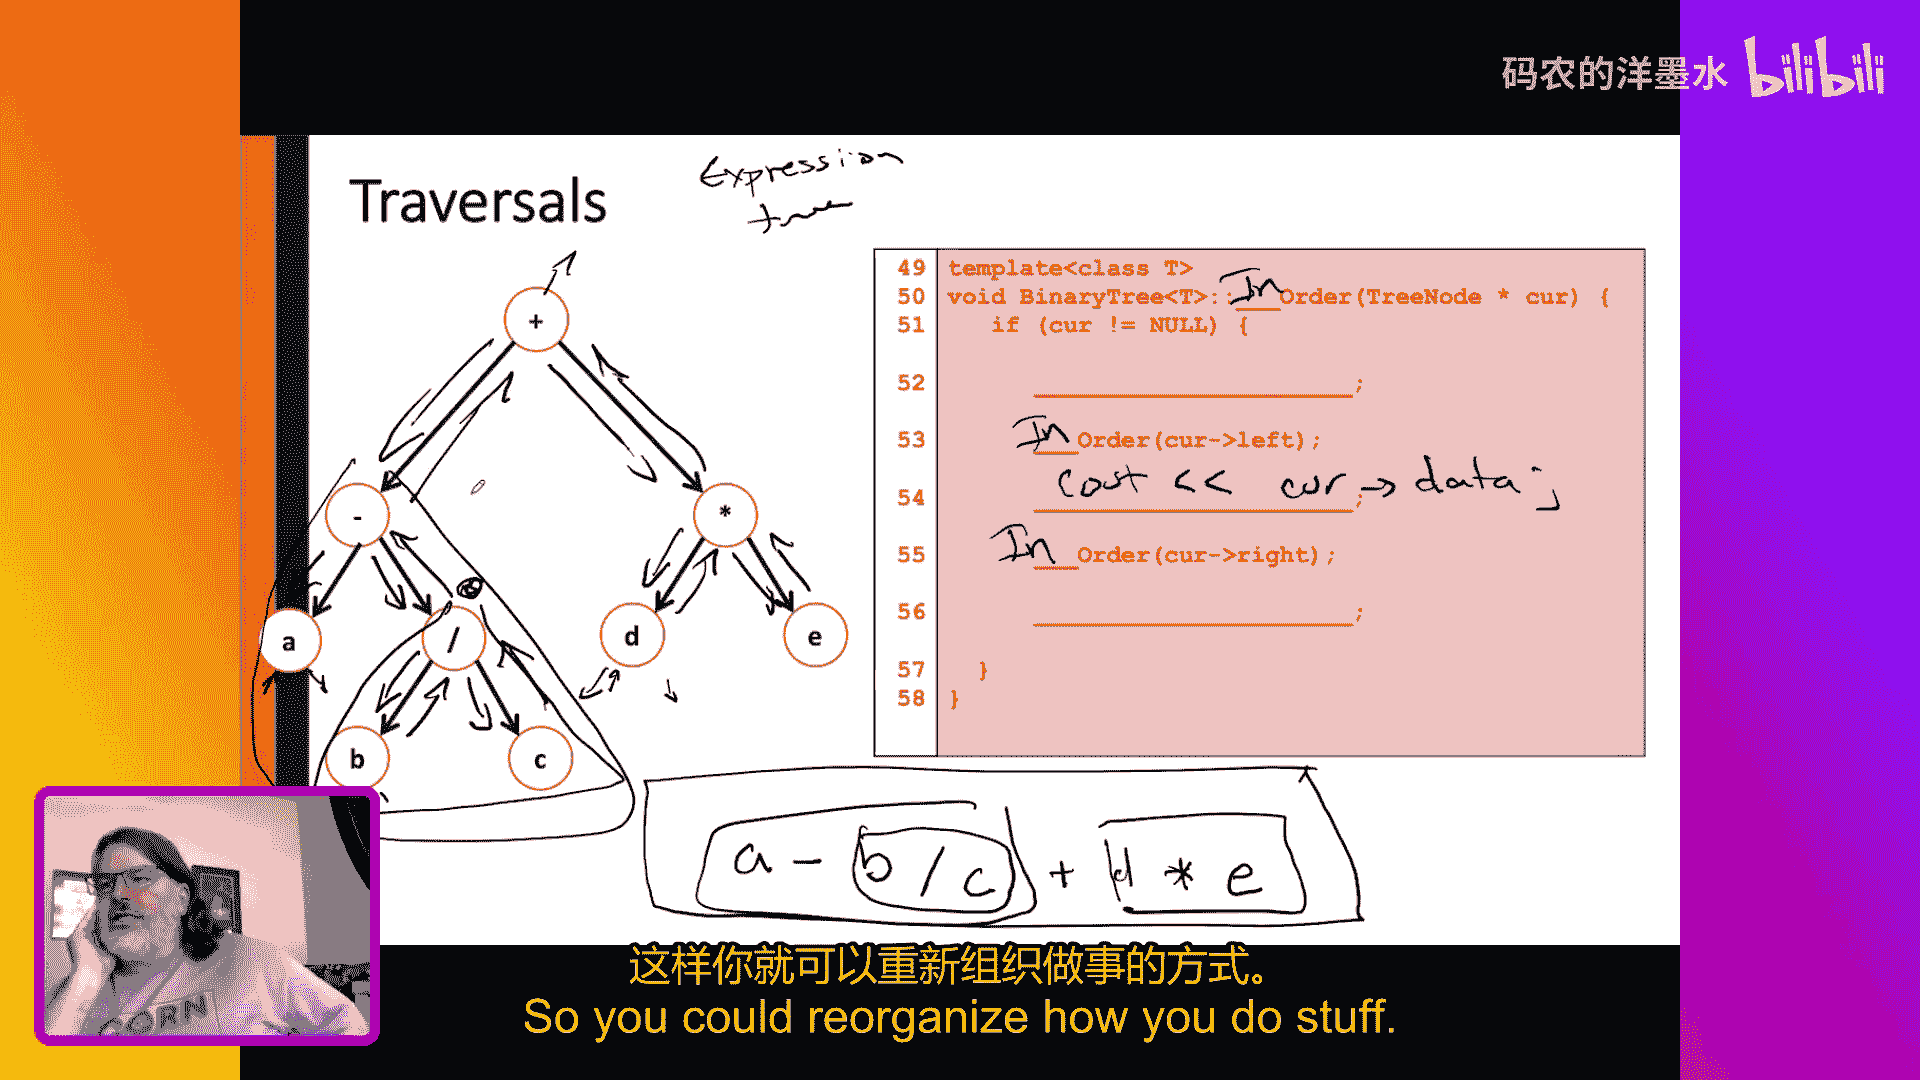 码农的洋墨水 bilibili
Traversals
Expression
tree
49 template<class T>
50 void BinaryTree<T>::InOrder(TreeNode * cur) {
51 if (cur != NULL) {
52 ;
53 InOrder(cur->left);
54 cout << cur -> data ;
55 InOrder(cur->right);
56 ;
57 }
58 }
+
- *
a / d e
b c
a - b / c + d * e
CORN
这样你就可以重新组织做事的方式。
So you could reorganize how you do stuff.